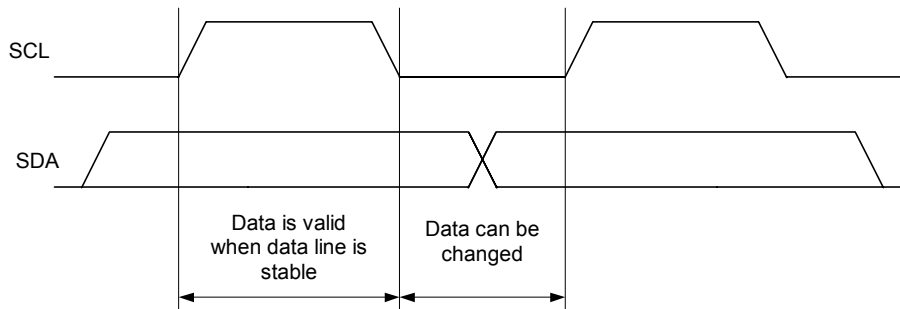 SCL
SDA
Data is valid
when data line is
stable
Data can be
changed